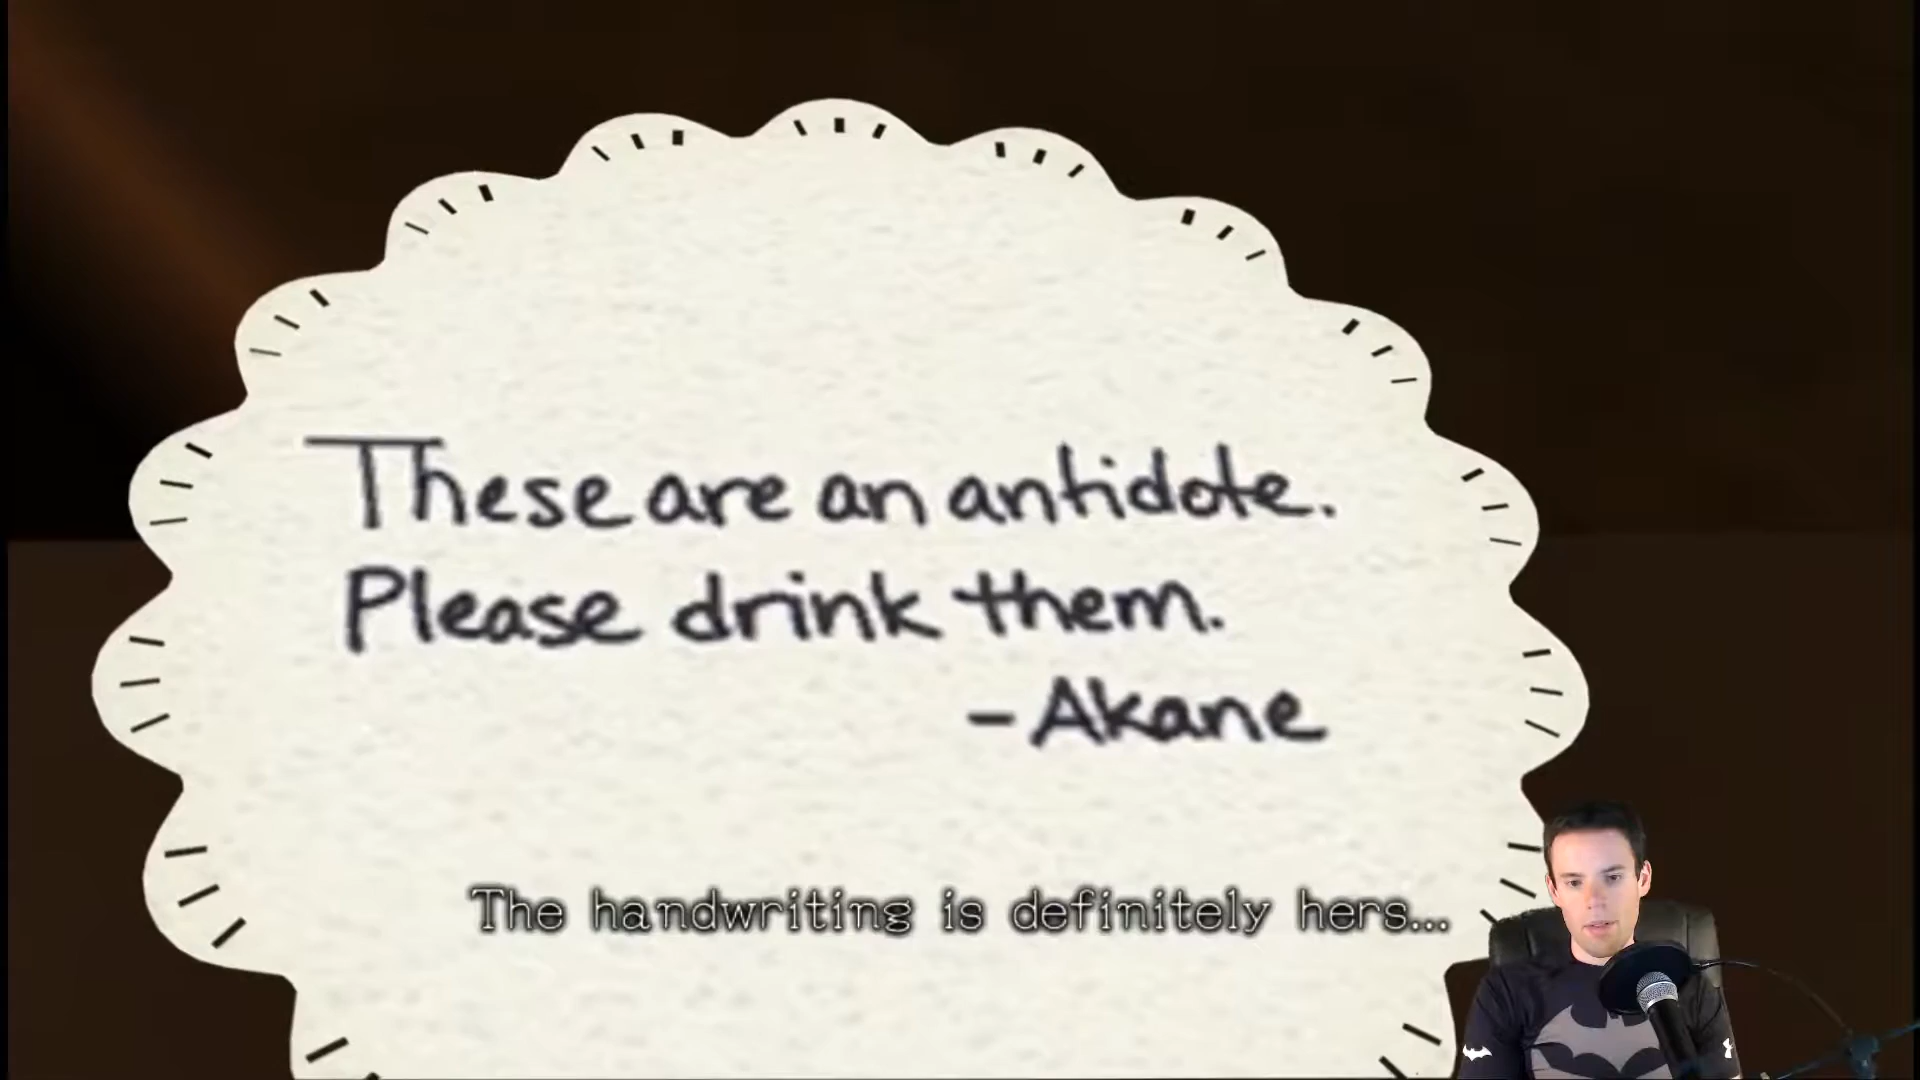 These are an antidote.
Please drink them.
- Akane
The handwriting is definitely hers...